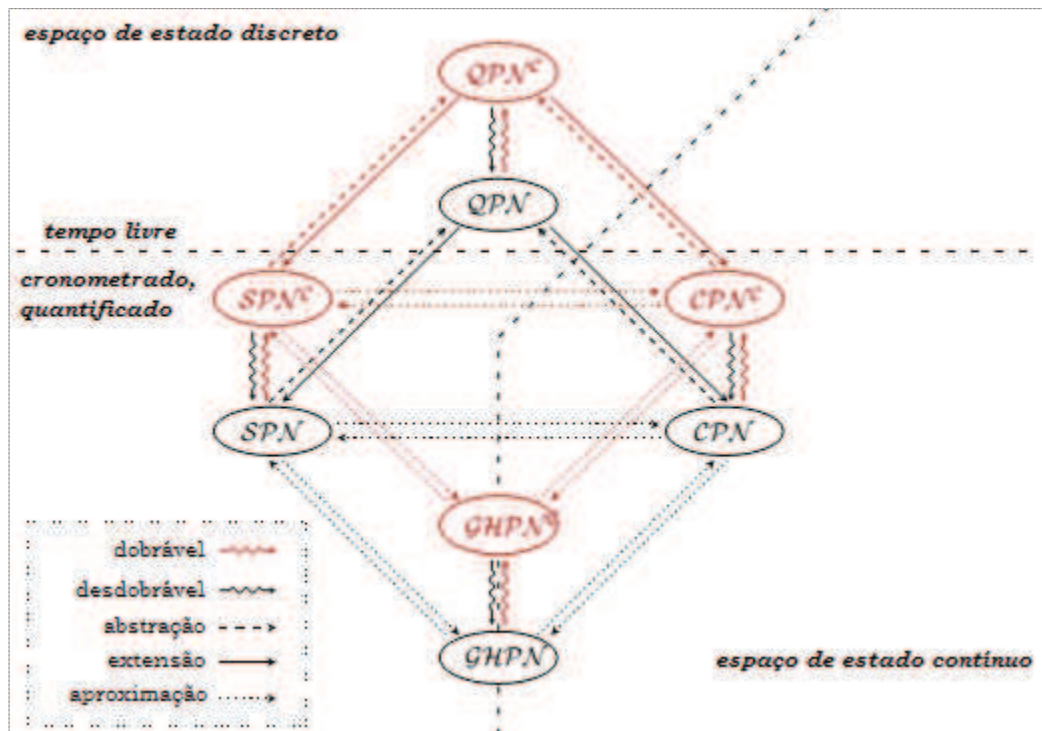 espaço de estado discreto
QPN^C
QPN
tempo livre
cronometrado,
quantificado
SPN^C
CPN^C
SPN
CPN
GHPN^C
dobrável
desdobrável
abstração
extensão
aproximação
GHPN
espaço de estado contínuo